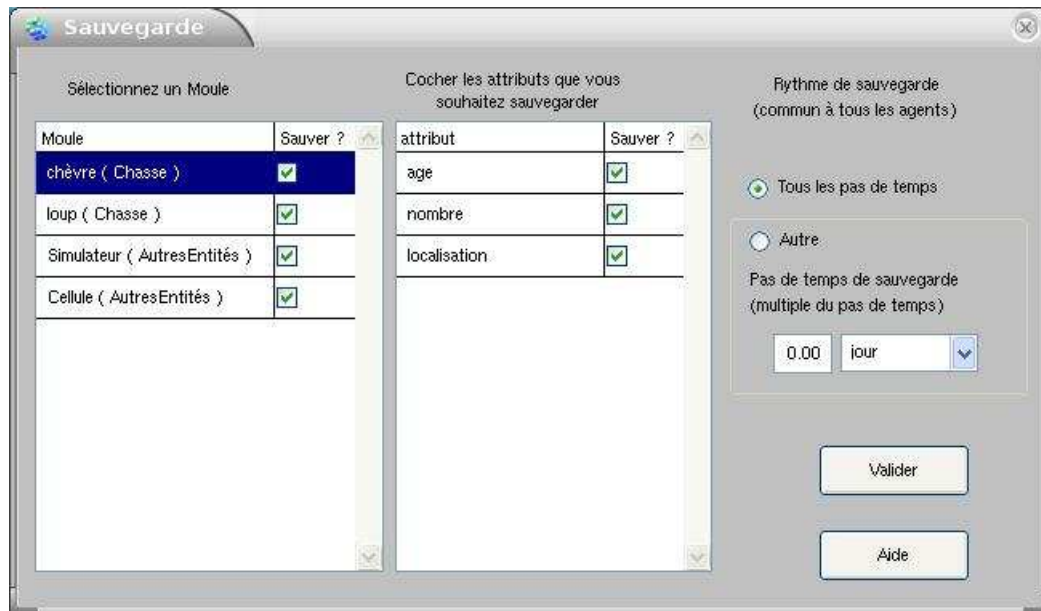 Sauvegarde
Sélectionnez un Moule
Moule Sauver ?
chèvre ( Chasse )
loup ( Chasse )
Simulateur ( AutresEntités )
Cellule ( AutresEntités )
Cocher les attributs que vous
souhaitez sauvegarder
attribut Sauver ?
age
nombre
localisation
Rythme de sauvegarde
(commun à tous les agents)
Tous les pas de temps
Autre
Pas de temps de sauvegarde
(multiple du pas de temps)
0.00 jour
Valider
Aide